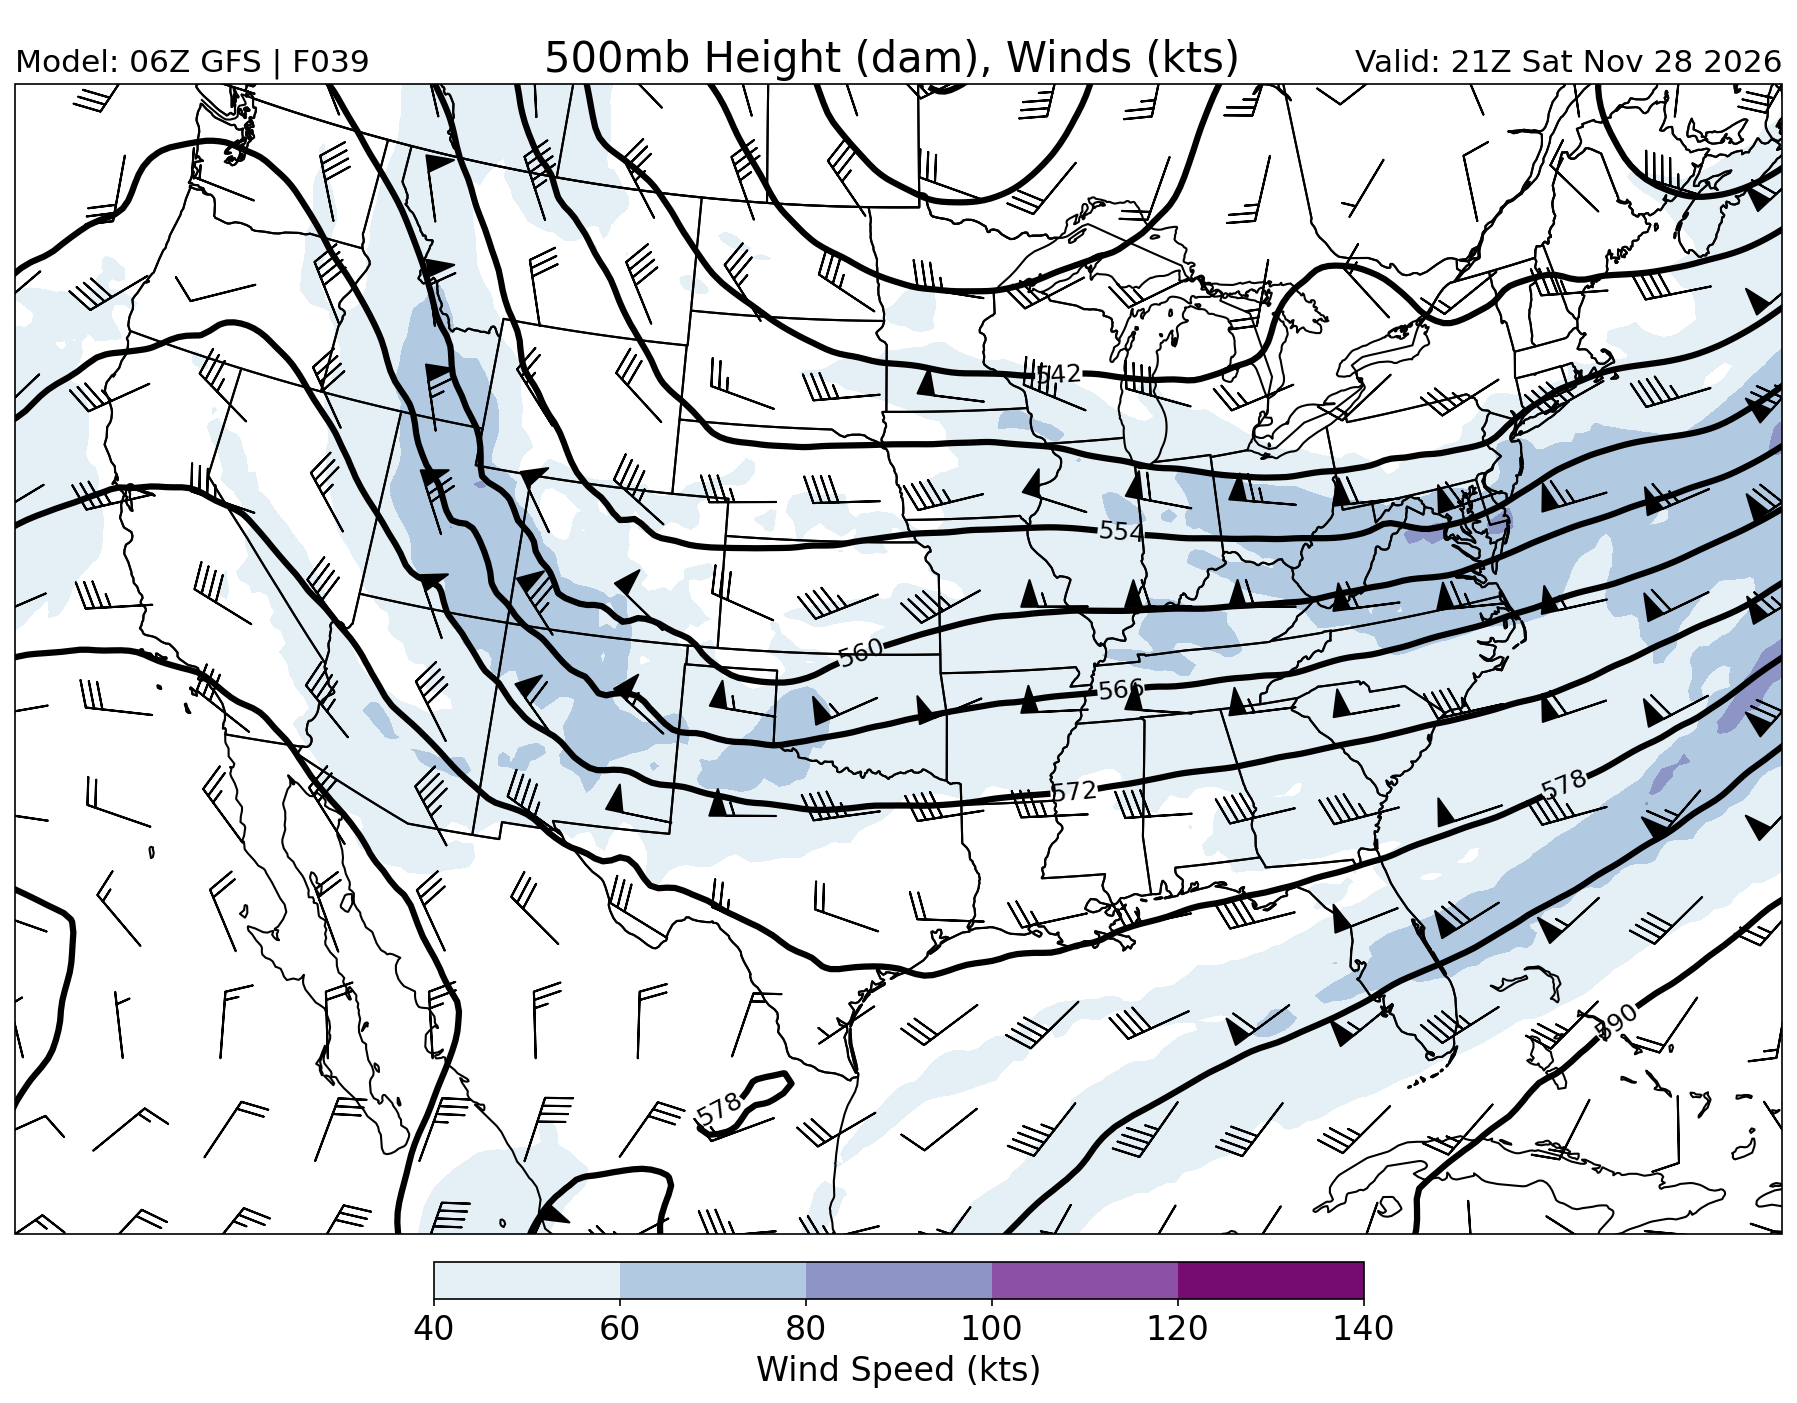 Model: 06Z GFS | F039
500mb Height (dam), Winds (kts)
Valid: 21Z Sat Nov 28 2026
542
554
560
566
572
578
590
578
40 60 80 100 120 140
Wind Speed (kts)